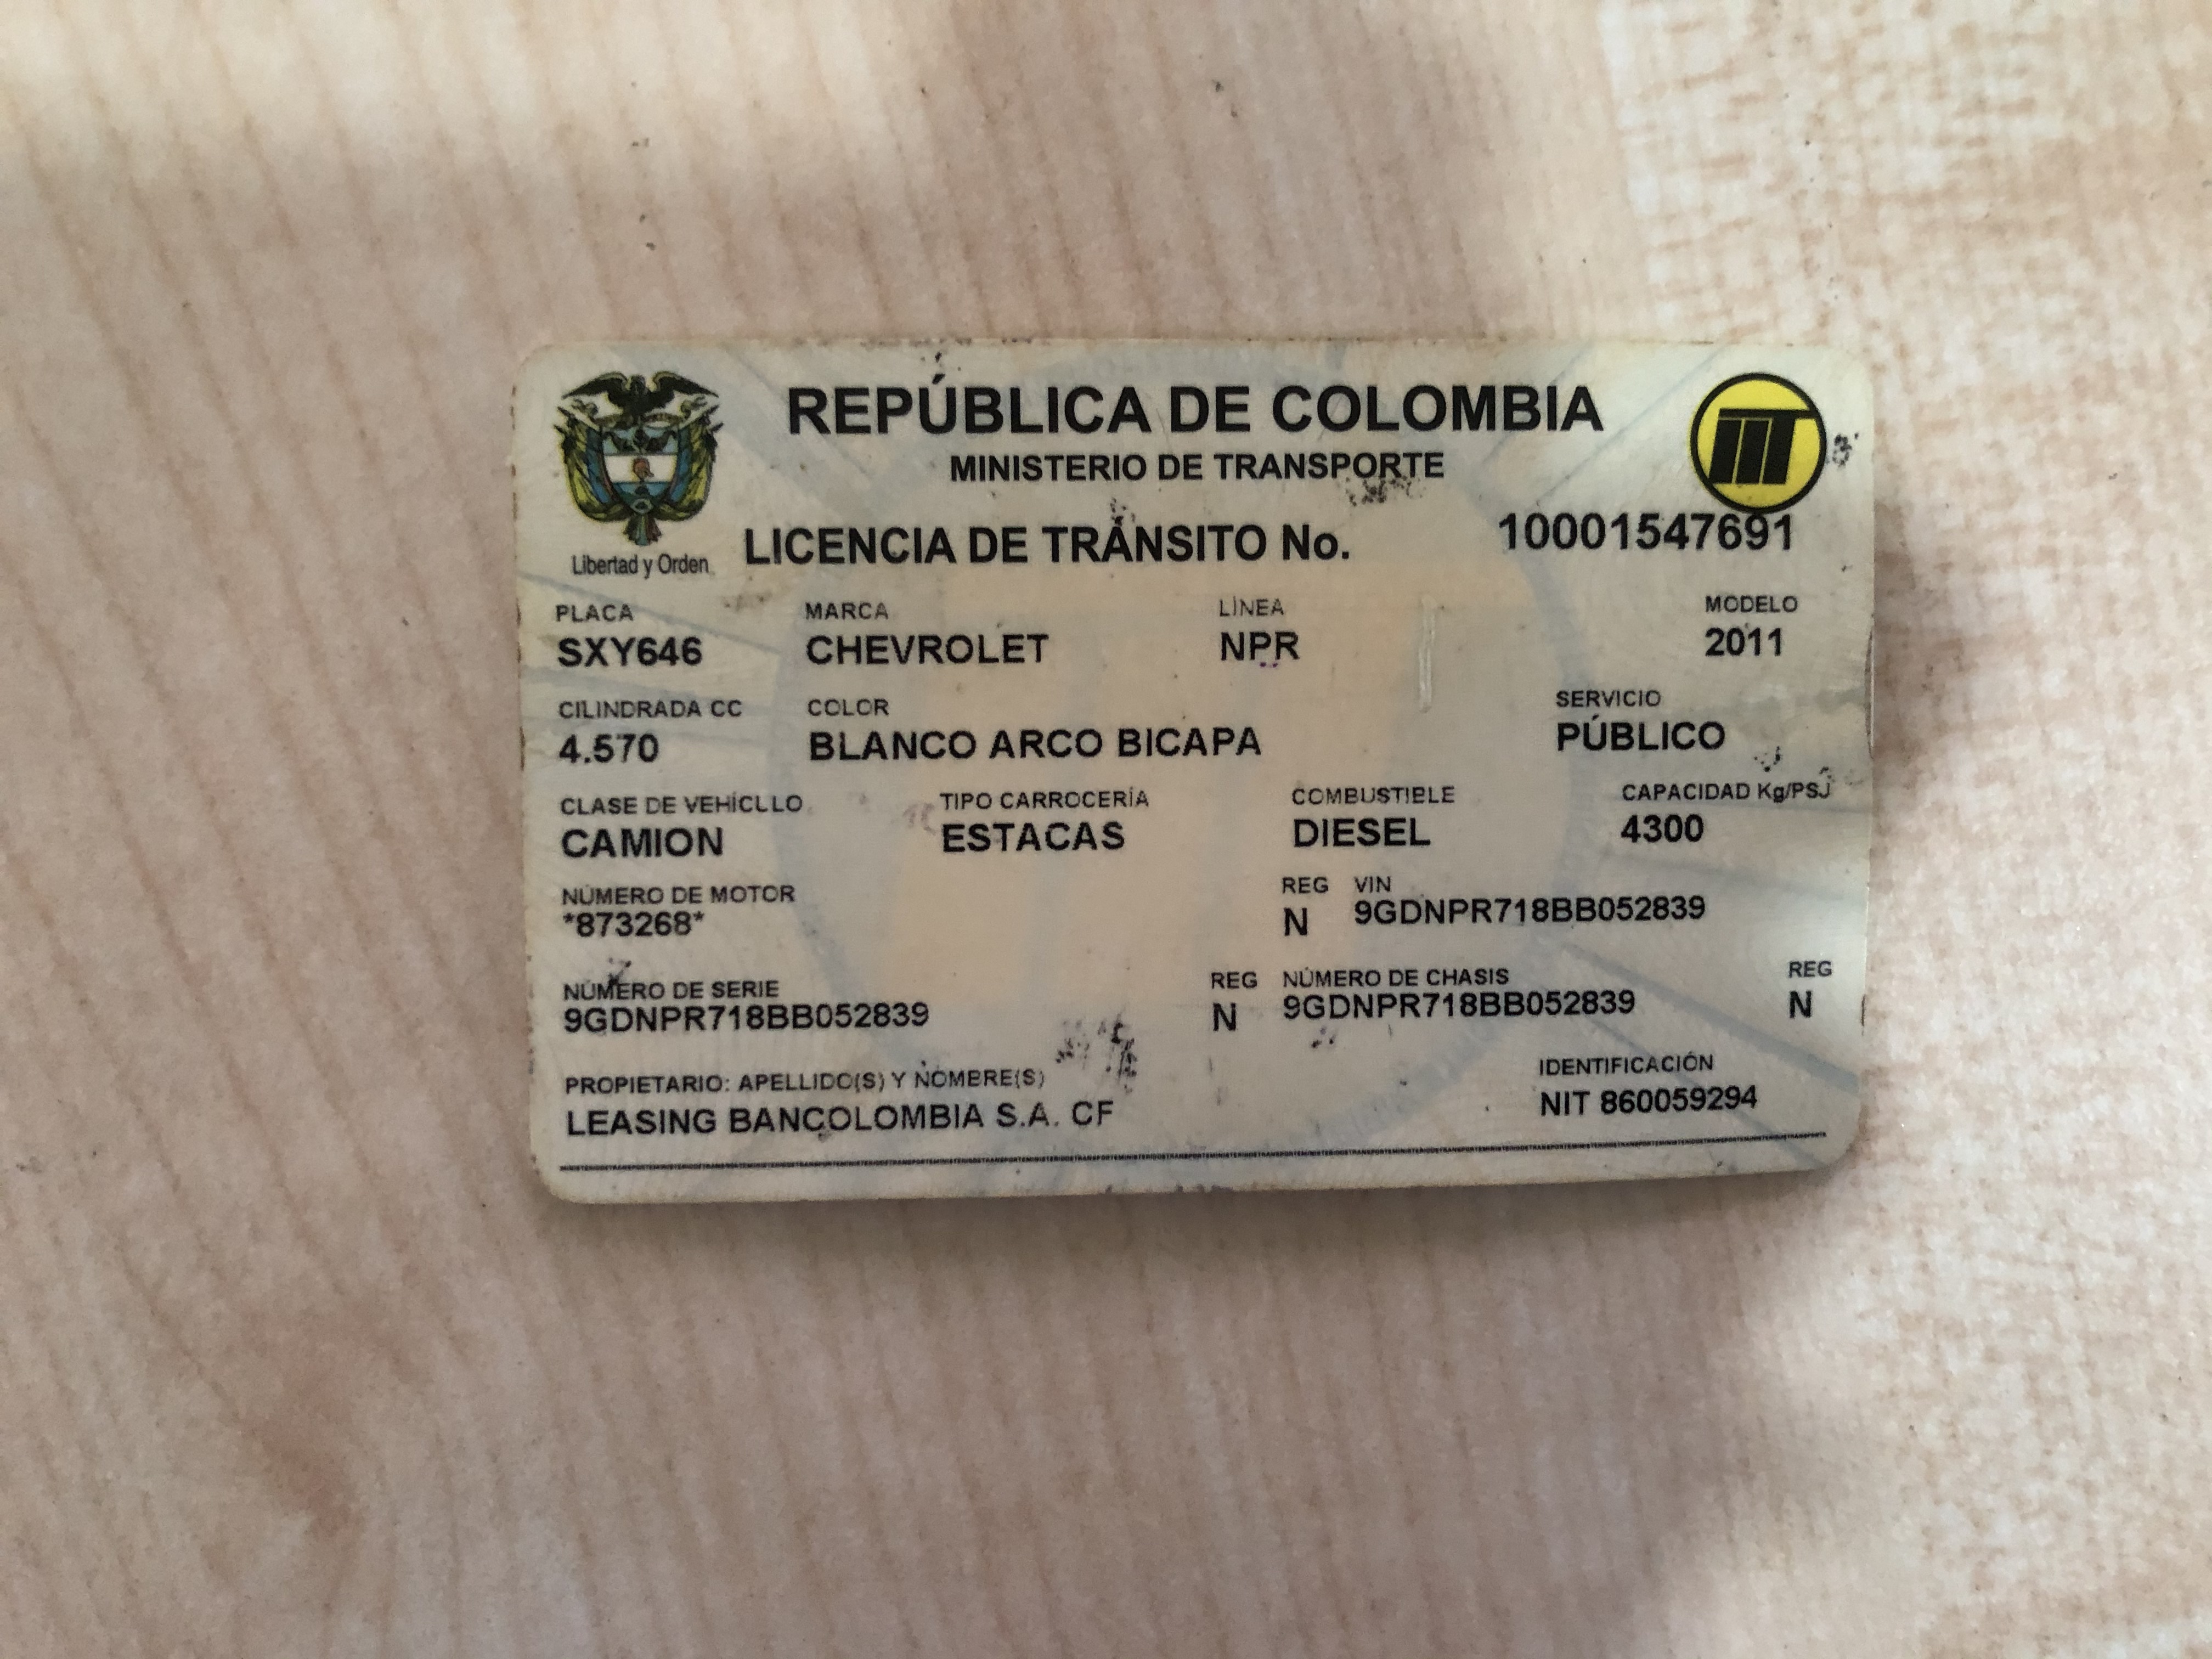 REPÚBLICA DE COLOMBIA
MINISTERIO DE TRANSPORTE
Libertad y Orden
LICENCIA DE TRÁNSITO No. 10001547691
PLACA MARCA LÍNEA MODELO
SXY646 CHEVROLET NPR 2011
CILINDRADA CC COLOR SERVICIO
4.570 BLANCO ARCO BICAPA PÚBLICO
CLASE DE VEHÍCULO TIPO CARROCERÍA COMBUSTIBLE CAPACIDAD Kg/PSJ
CAMION ESTACAS DIESEL 4300
NÚMERO DE MOTOR REG VIN
*873268* N 9GDNPR718BB052839
NÚMERO DE SERIE REG NÚMERO DE CHASIS REG
9GDNPR718BB052839 N 9GDNPR718BB052839 N
PROPIETARIO: APELLIDO(S) Y NOMBRE(S) IDENTIFICACIÓN
LEASING BANCOLOMBIA S.A. CF NIT 860059294